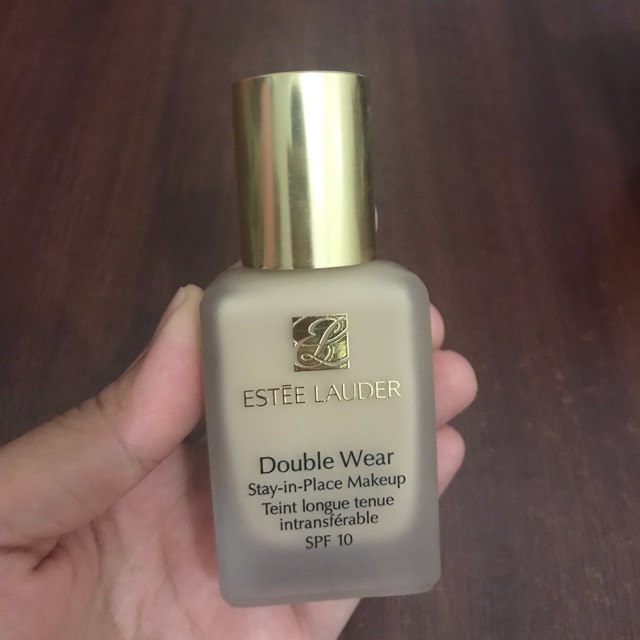 ESTĒE LAUDER
Double Wear
Stay-in-Place Makeup
Teint longue tenue
intransférable
SPF 10